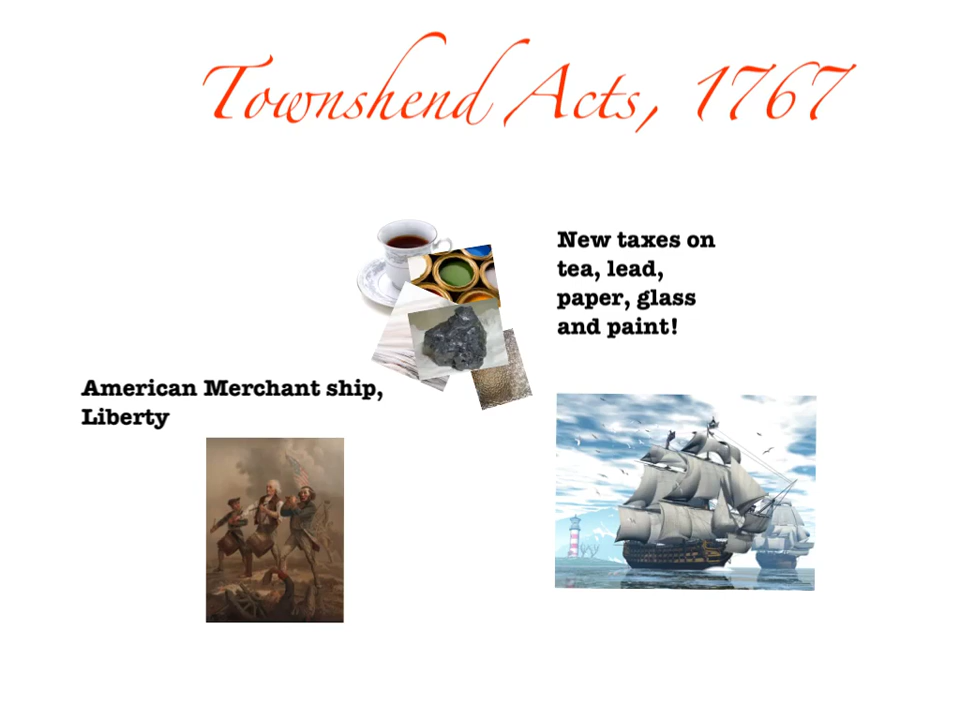 Townshend Acts, 1767
New taxes on
tea, lead,
paper, glass
and paint!
American Merchant ship,
Liberty